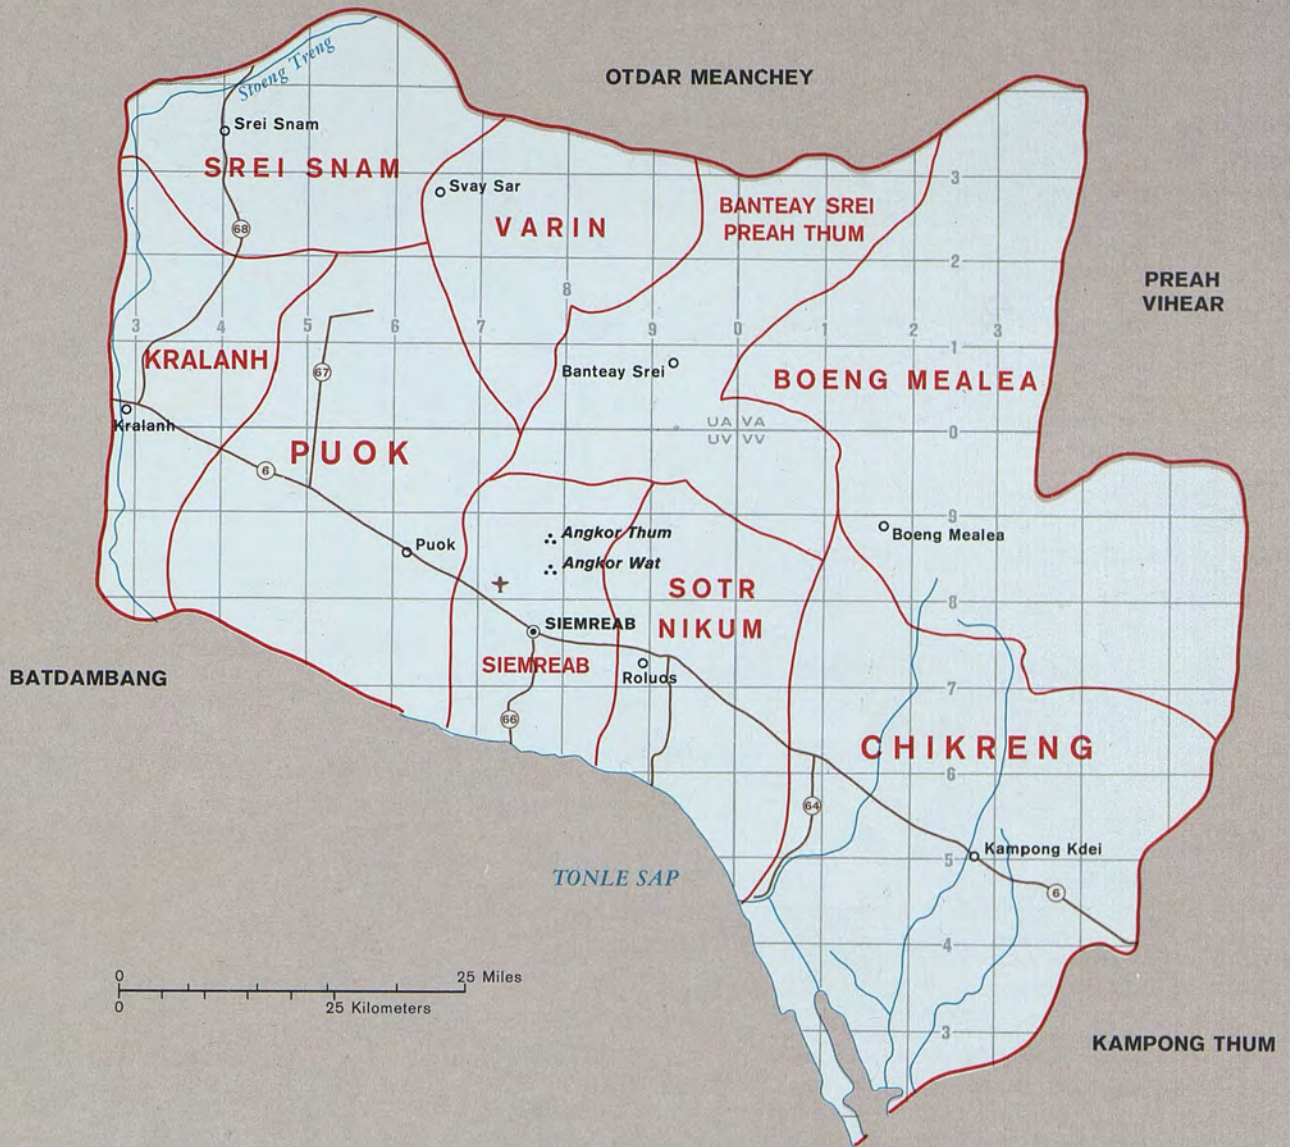 OTDAR MEANCHEY
Stoeng Treng
Srei Snam
SREI SNAM
Svay Sar
VARIN
BANTEAY SREI
PREAH THUM
3
68
2
PREAH
VIHEAR
8
3
4
5
6
7
9
0
1
2
3
1
KRALANH
67
Banteay Srei
BOENG MEALEA
Kralanh
UA VA
UV VV
0
PUOK
6
9
Angkor Thum
Boeng Mealea
Puok
Angkor Wat
SOTR
NIKUM
8
SIEMREAB
SIEMREAB
Roluos
BATDAMBANG
7
66
CHIKRENG
6
64
Kampong Kdei
5
TONLE SAP
6
4
0
25 Miles
0
25 Kilometers
3
KAMPONG THUM